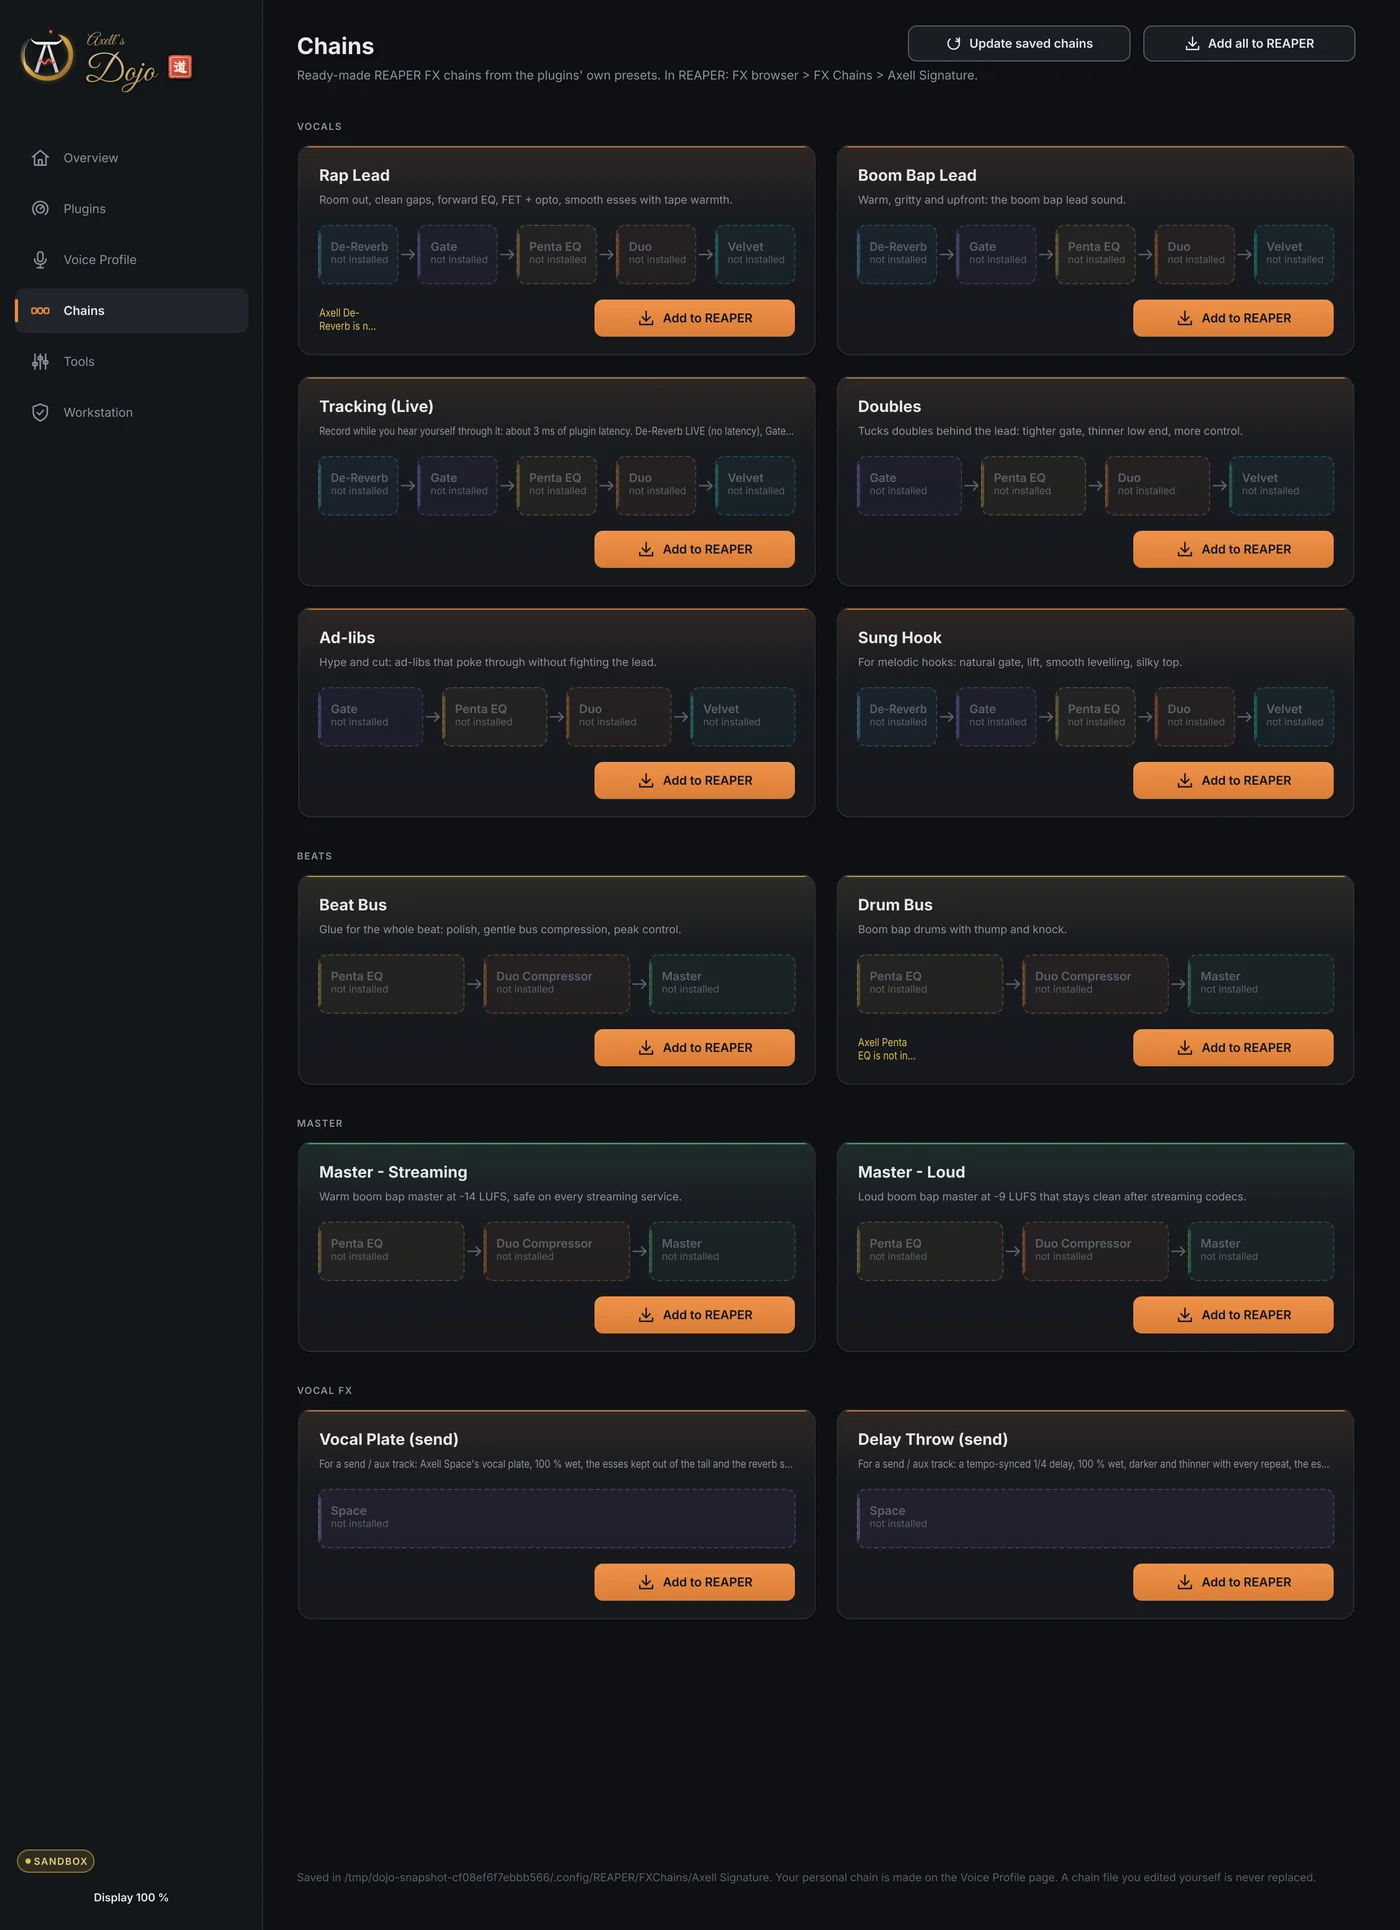 Axell's
Dojo
道
Overview
Plugins
Voice Profile
Chains
Tools
Workstation
SANDBOX
Display 100 %
Chains
Update saved chains
Add all to REAPER
Ready-made REAPER FX chains from the plugins' own presets. In REAPER: FX browser > FX Chains > Axell Signature.
VOCALS
Rap Lead
Room out, clean gaps, forward EQ, FET + opto, smooth esses with tape warmth.
De-Reverb
not installed
Gate
not installed
Penta EQ
not installed
Duo
not installed
Velvet
not installed
Axell De-
Reverb is n...
Add to REAPER
Boom Bap Lead
Warm, gritty and upfront: the boom bap lead sound.
De-Reverb
not installed
Gate
not installed
Penta EQ
not installed
Duo
not installed
Velvet
not installed
Add to REAPER
Tracking (Live)
Record while you hear yourself through it: about 3 ms of plugin latency. De-Reverb LIVE (no latency), Gate...
De-Reverb
not installed
Gate
not installed
Penta EQ
not installed
Duo
not installed
Velvet
not installed
Add to REAPER
Doubles
Tucks doubles behind the lead: tighter gate, thinner low end, more control.
Gate
not installed
Penta EQ
not installed
Duo
not installed
Velvet
not installed
Add to REAPER
Ad-libs
Hype and cut: ad-libs that poke through without fighting the lead.
Gate
not installed
Penta EQ
not installed
Duo
not installed
Velvet
not installed
Add to REAPER
Sung Hook
For melodic hooks: natural gate, lift, smooth levelling, silky top.
De-Reverb
not installed
Gate
not installed
Penta EQ
not installed
Duo
not installed
Velvet
not installed
Add to REAPER
BEATS
Beat Bus
Glue for the whole beat: polish, gentle bus compression, peak control.
Penta EQ
not installed
Duo Compressor
not installed
Master
not installed
Add to REAPER
Drum Bus
Boom bap drums with thump and knock.
Penta EQ
not installed
Duo Compressor
not installed
Master
not installed
Axell Penta
EQ is not in...
Add to REAPER
MASTER
Master - Streaming
Warm boom bap master at -14 LUFS, safe on every streaming service.
Penta EQ
not installed
Duo Compressor
not installed
Master
not installed
Add to REAPER
Master - Loud
Loud boom bap master at -9 LUFS that stays clean after streaming codecs.
Penta EQ
not installed
Duo Compressor
not installed
Master
not installed
Add to REAPER
VOCAL FX
Vocal Plate (send)
For a send / aux track: Axell Space's vocal plate, 100 % wet, the esses kept out of the tail and the reverb s...
Space
not installed
Add to REAPER
Delay Throw (send)
For a send / aux track: a tempo-synced 1/4 delay, 100 % wet, darker and thinner with every repeat, the es...
Space
not installed
Add to REAPER
Saved in /tmp/dojo-snapshot-cf08ef6f7ebbb566/.config/REAPER/FXChains/Axell Signature. Your personal chain is made on the Voice Profile page. A chain file you edited yourself is never replaced.